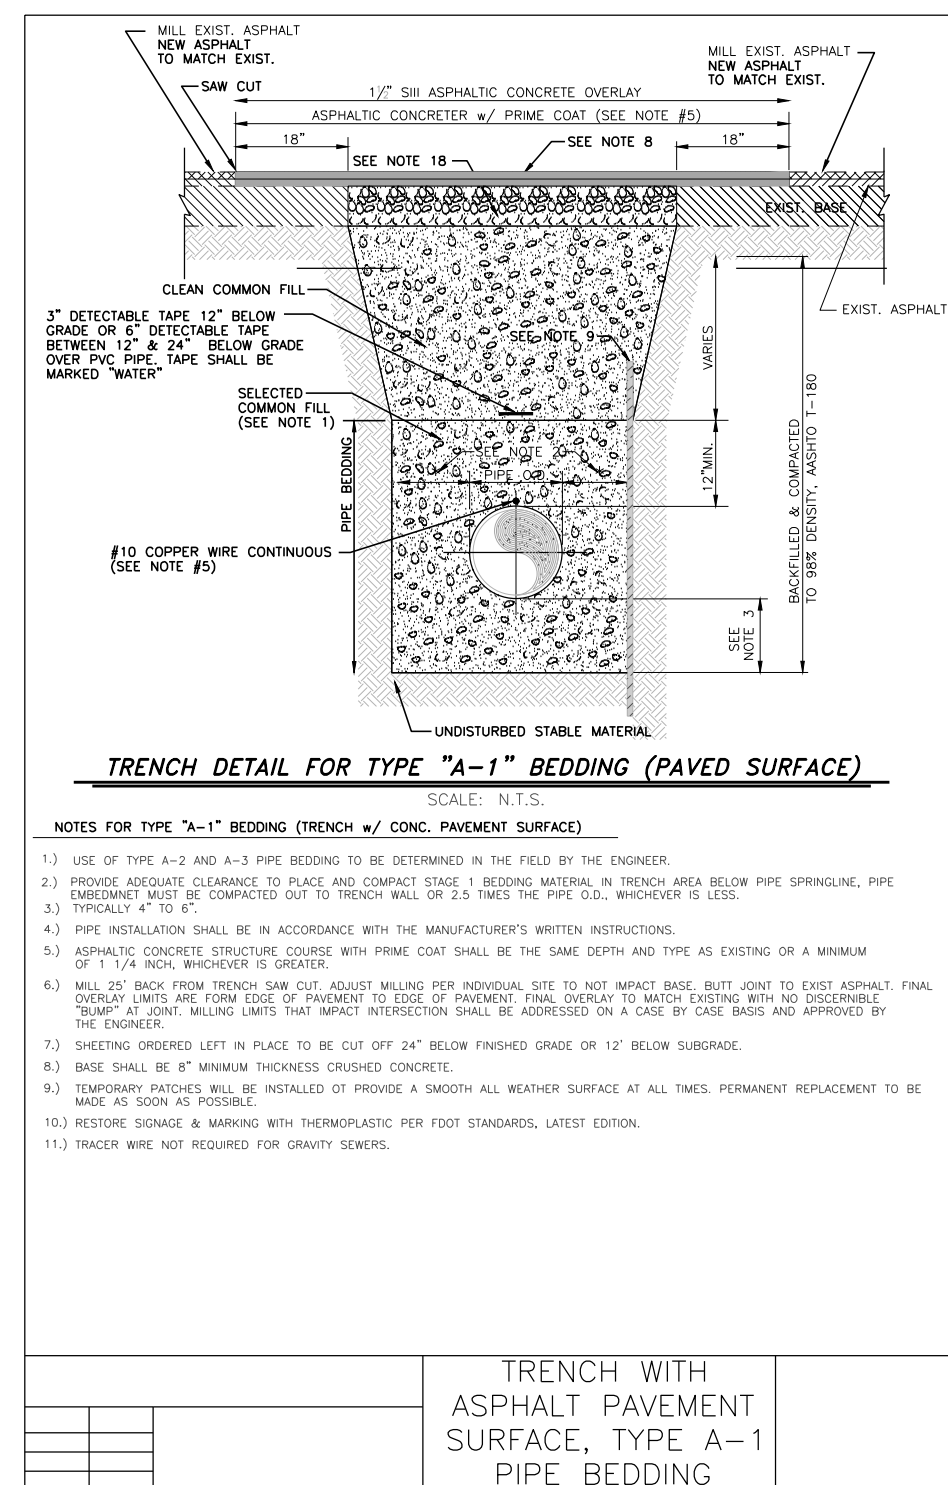 MILL EXIST. ASPHALT
NEW ASPHALT
TO MATCH EXIST.
MILL EXIST. ASPHALT
NEW ASPHALT
TO MATCH EXIST.
SAW CUT
1½" SIII ASPHALTIC CONCRETE OVERLAY
ASPHALTIC CONCRETER w/ PRIME COAT (SEE NOTE #5)
18"
SEE NOTE 8
18"
SEE NOTE 18
EXIST. BASE
CLEAN COMMON FILL
EXIST. ASPHALT
3" DETECTABLE TAPE 12" BELOW
GRADE OR 6" DETECTABLE TAPE
BETWEEN 12" & 24" BELOW GRADE
OVER PVC PIPE. TAPE SHALL BE
MARKED "WATER"
SEE NOTE 9
VARIES
SELECTED
COMMON FILL
(SEE NOTE 1)
BACKFILLED & COMPACTED
TO 98% DENSITY, AASHTO T-180
PIPE BEDDING
SEE NOTE 2
PIPE O.D.
12"MIN.
#10 COPPER WIRE CONTINUOUS
(SEE NOTE #5)
SEE
NOTE 3
UNDISTURBED STABLE MATERIAL
TRENCH DETAIL FOR TYPE "A-1" BEDDING (PAVED SURFACE)
SCALE: N.T.S.
NOTES FOR TYPE "A-1" BEDDING (TRENCH w/ CONC. PAVEMENT SURFACE)
1.) USE OF TYPE A-2 AND A-3 PIPE BEDDING TO BE DETERMINED IN THE FIELD BY THE ENGINEER.
2.) PROVIDE ADEQUATE CLEARANCE TO PLACE AND COMPACT STAGE 1 BEDDING MATERIAL IN TRENCH AREA BELOW PIPE SPRINGLINE, PIPE
EMBEDMNET MUST BE COMPACTED OUT TO TRENCH WALL OR 2.5 TIMES THE PIPE O.D., WHICHEVER IS LESS.
3.) TYPICALLY 4" TO 6".
4.) PIPE INSTALLATION SHALL BE IN ACCORDANCE WITH THE MANUFACTURER'S WRITTEN INSTRUCTIONS.
5.) ASPHALTIC CONCRETE STRUCTURE COURSE WITH PRIME COAT SHALL BE THE SAME DEPTH AND TYPE AS EXISTING OR A MINIMUM
OF 1 1/4 INCH, WHICHEVER IS GREATER.
6.) MILL 25' BACK FROM TRENCH SAW CUT. ADJUST MILLING PER INDIVIDUAL SITE TO NOT IMPACT BASE. BUTT JOINT TO EXIST ASPHALT. FINAL
OVERLAY LIMITS ARE FORM EDGE OF PAVEMENT TO EDGE OF PAVEMENT. FINAL OVERLAY TO MATCH EXISTING WITH NO DISCERNIBLE
"BUMP" AT JOINT. MILLING LIMITS THAT IMPACT INTERSECTION SHALL BE ADDRESSED ON A CASE BY CASE BASIS AND APPROVED BY
THE ENGINEER.
7.) SHEETING ORDERED LEFT IN PLACE TO BE CUT OFF 24" BELOW FINISHED GRADE OR 12' BELOW SUBGRADE.
8.) BASE SHALL BE 8" MINIMUM THICKNESS CRUSHED CONCRETE.
9.) TEMPORARY PATCHES WILL BE INSTALLED OT PROVIDE A SMOOTH ALL WEATHER SURFACE AT ALL TIMES. PERMANENT REPLACEMENT TO BE
MADE AS SOON AS POSSIBLE.
10.) RESTORE SIGNAGE & MARKING WITH THERMOPLASTIC PER FDOT STANDARDS, LATEST EDITION.
11.) TRACER WIRE NOT REQUIRED FOR GRAVITY SEWERS.
TRENCH WITH
ASPHALT PAVEMENT
SURFACE, TYPE A-1
PIPE BEDDING